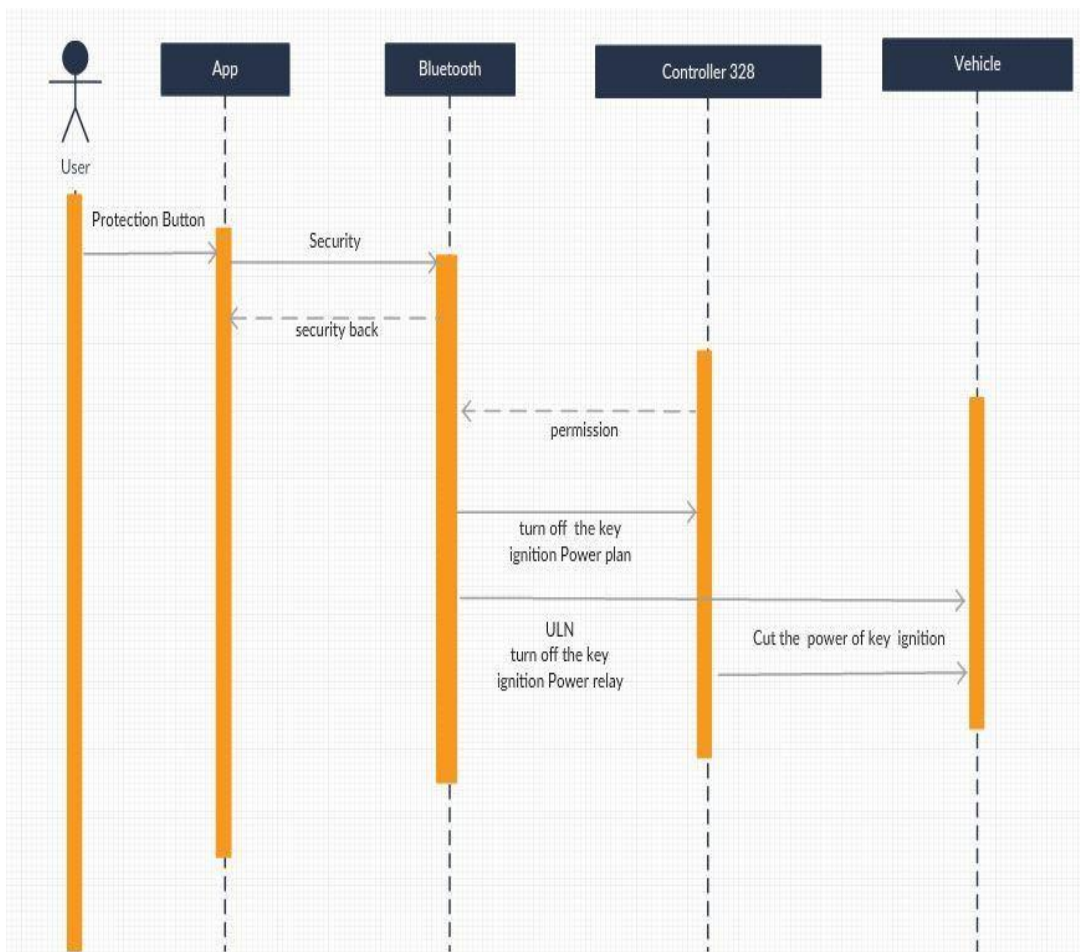 App
Bluetooth
Controller 328
Vehicle
User
Protection Button
Security
security back
permission
turn off the key
ignition Power plan
ULN
turn off the key
ignition Power relay
Cut the power of key ignition